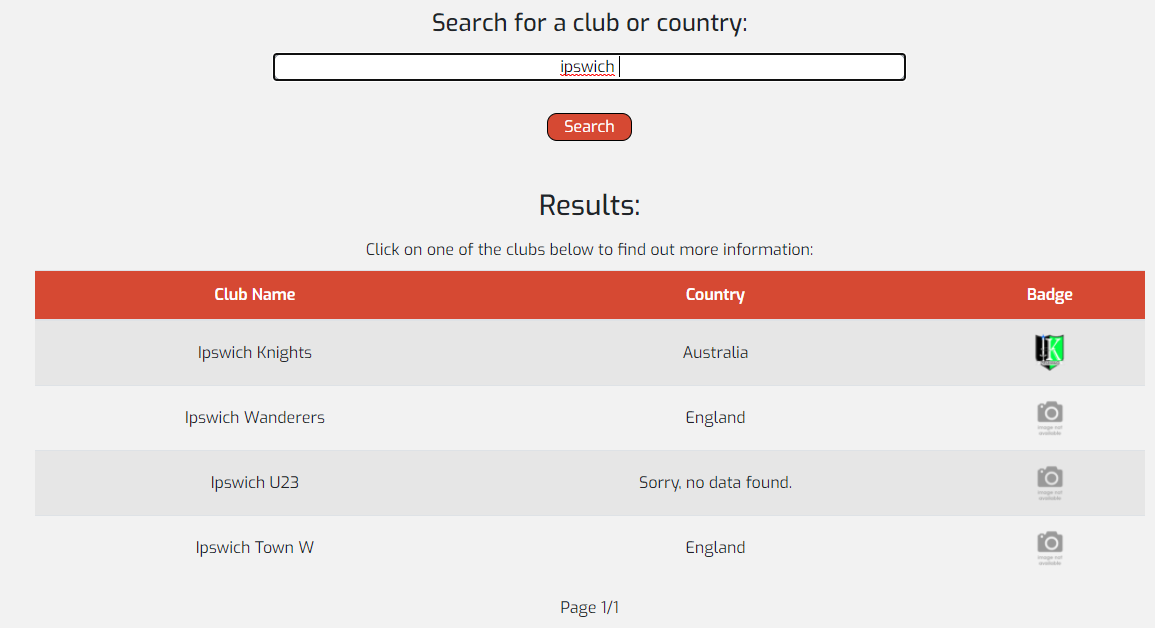 Search for a club or country:
ipswich
Search
Results:
Click on one of the clubs below to find out more information:
Club Name Country Badge
Ipswich Knights Australia
Ipswich Wanderers England
image not
available
Ipswich U23 Sorry, no data found.
image not
available
Ipswich Town W England
image not
available
Page 1/1